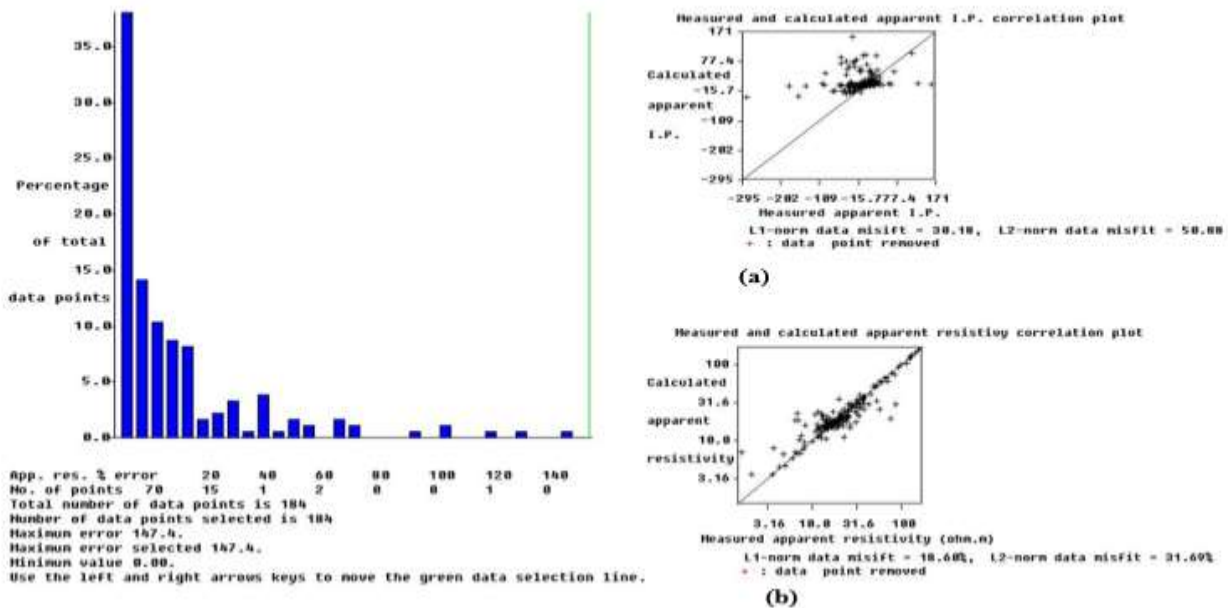 35.0
30.0
25.0
Percentage
20.0
of total
15.0
data points
10.0
5.0
0.0
App. res. % error 20 40 60 80 100 120 140
No. of points 70 15 1 2 0 0 1 0
Total number of data points is 184
Number of data points selected is 184
Maximum error 147.4.
Maximum error selected 147.4.
Minimum value 0.00.
Use the left and right arrows keys to move the green data selection line.
Measured and calculated apparent I.P. correlation plot
171
77.4
Calculated
-15.7
apparent
-109
I.P.
-202
-295
-295 -202 -109 -15.777.4 171
Measured apparent I.P.
L1-norm data misift = 30.10, L2-norm data misfit =
+ : data point removed
(a)
Measured and calculated apparent resistivy correlation plot
100
Calculated
31.6
apparent
10.0
resistivity
3.16
3.16 10.0 31.6 100
Measured apparent resistivity (ohm.m)
L1-norm data misift = 18.60%, L2-norm data misfit = 31.69%
+ : data point removed
(b)